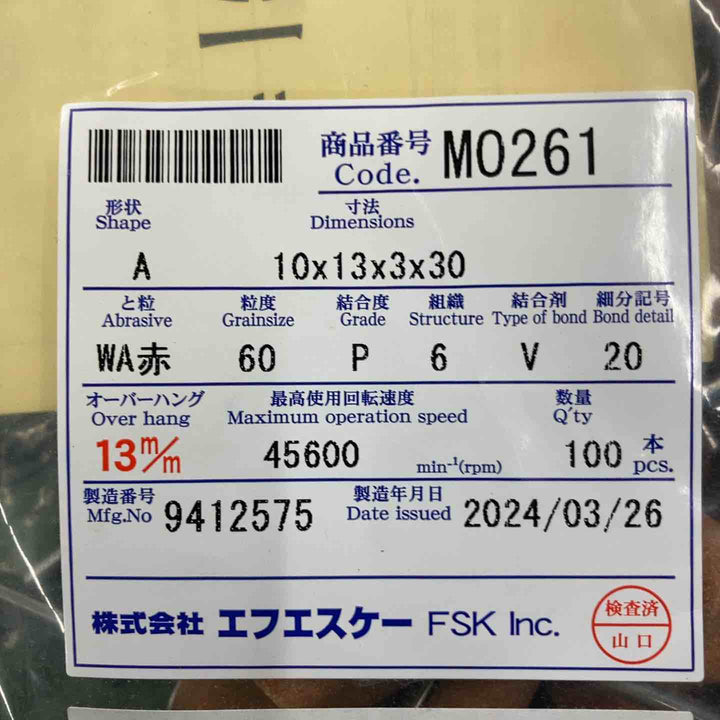 商品番号 M0261
Code.
形状 寸法
Shape Dimensions
A 10x13x3x30
と粒 粒度 結合度 組織 結合剤 細分記号
Abrasive Grainsize Grade Structure Type of bond Bond detail
WA赤 60 P 6 V 20
オーバーハング 最高使用回転速度 数量
Over hang Maximum operation speed Q'ty
13m/m 45600 min⁻¹(rpm) 100 本
pcs.
製造番号 9412575 製造年月日 2024/03/26
Mfg.No Date issued
株式会社 エフエスケー FSK Inc.
検査済
山口